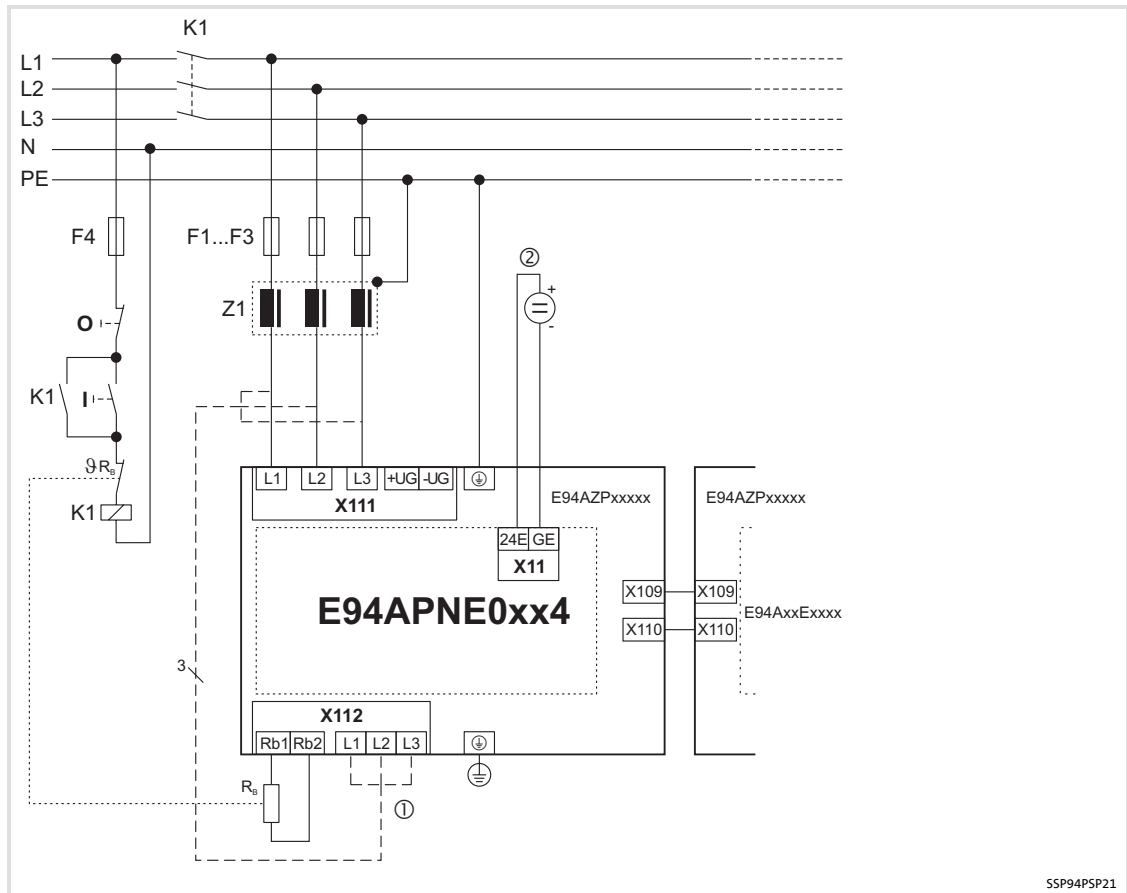 K1
L1
L2
L3
N
PE
F4
F1...F3
②
+
-
Z1
O
K1
I
ϑ R_B
K1
L1 L2 L3 +UG -UG
X111
E94AZPxxxxx
E94AZPxxxxx
24E GE
X11
E94APNE0xx4
X109 X109
E94AxxExxxx
X110 X110
3
X112
Rb1 Rb2 L1 L2 L3
R_B
①
SSP94PSP21